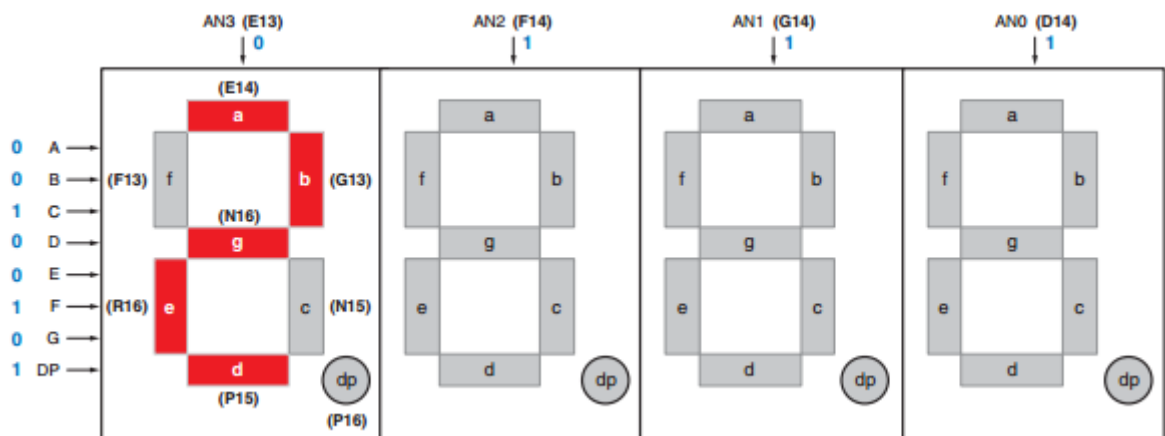 AN3 (E13) AN2 (F14) AN1 (G14) AN0 (D14)
0 1 1 1
(E14)
a a a a
0 A
0 B (F13) f b (G13) f b f b f b
1 C (N16)
0 D g g g g
0 E
1 F (R16) e c (N15) e c e c e c
0 G
1 DP d dp d dp d dp d dp
(P15) (P16)